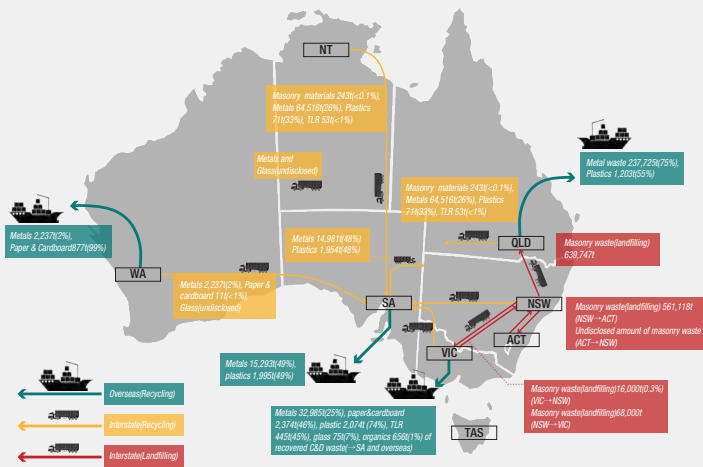 NT
Masonry materials 243t(<0.1%),
Metals 64,516t(26%), Plastics
71t(33%), TLR 53t(<1%)
Metal waste 237,725t(75%),
Plastics 1,203t(55%)
Metals and
Glass(undisclosed)
Masonry materials 243t(<0.1%),
Metals 64,516t(26%), Plastics
71t(33%), TLR 53t(<1%)
Metals 2,237t(2%),
Paper & Cardboard877t(99%)
Metals 14,981t(48%)
Plastics 1,954t(48%)
QLD
Masonry waste(landfilling)
639,747t
WA
Metals 2,237t(2%), Paper &
cardboard 11t(<1%),
Glass(undisclosed)
SA
NSW
Masonry waste(landfilling) 561,118t
(NSW→ACT)
Undisclosed amount of masonry waste
(ACT→NSW)
ACT
VIC
Metals 15,293t(49%),
plastics 1,995t(49%)
Masonry waste(landfilling)16,000t(0.3%)
(VIC→NSW)
Masonry waste(landfilling)68,000t
(NSW→VIC)
Overseas(Recycling)
Interstate(Recycling)
Interstate(Landfilling)
Metals 32,985t(25%), paper&cardboard
2,374t(46%), plastic 2,074t (74%), TLR
445t(45%), glass 75t(7%), organics 656t(1%) of
recovered C&D waste(→SA and overseas)
TAS